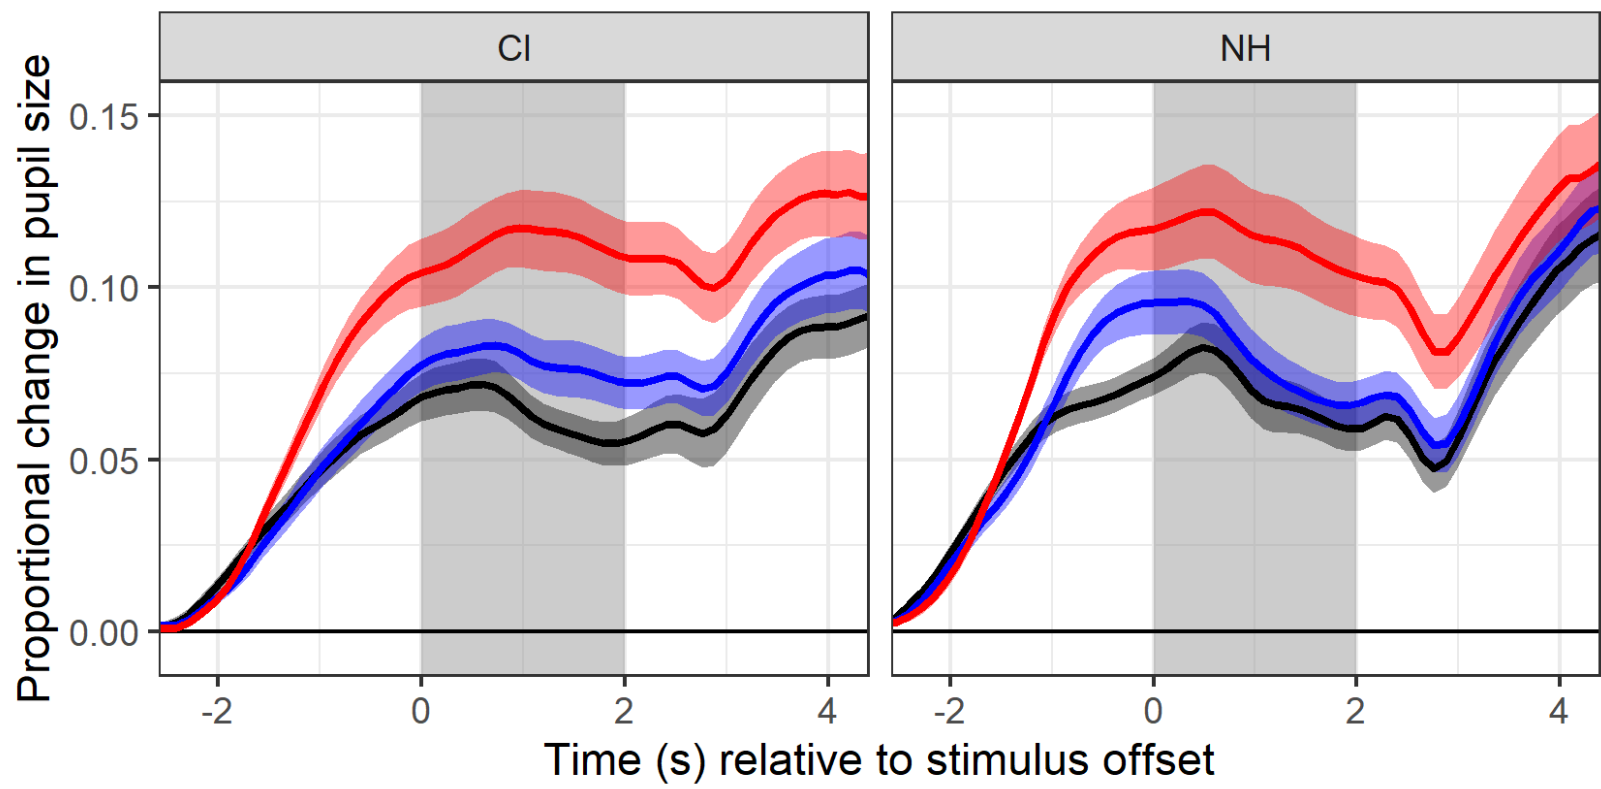 CI
NH
Proportional change in pupil size
0.15
0.10
0.05
0.00
-2 0 2 4
-2 0 2 4
Time (s) relative to stimulus offset